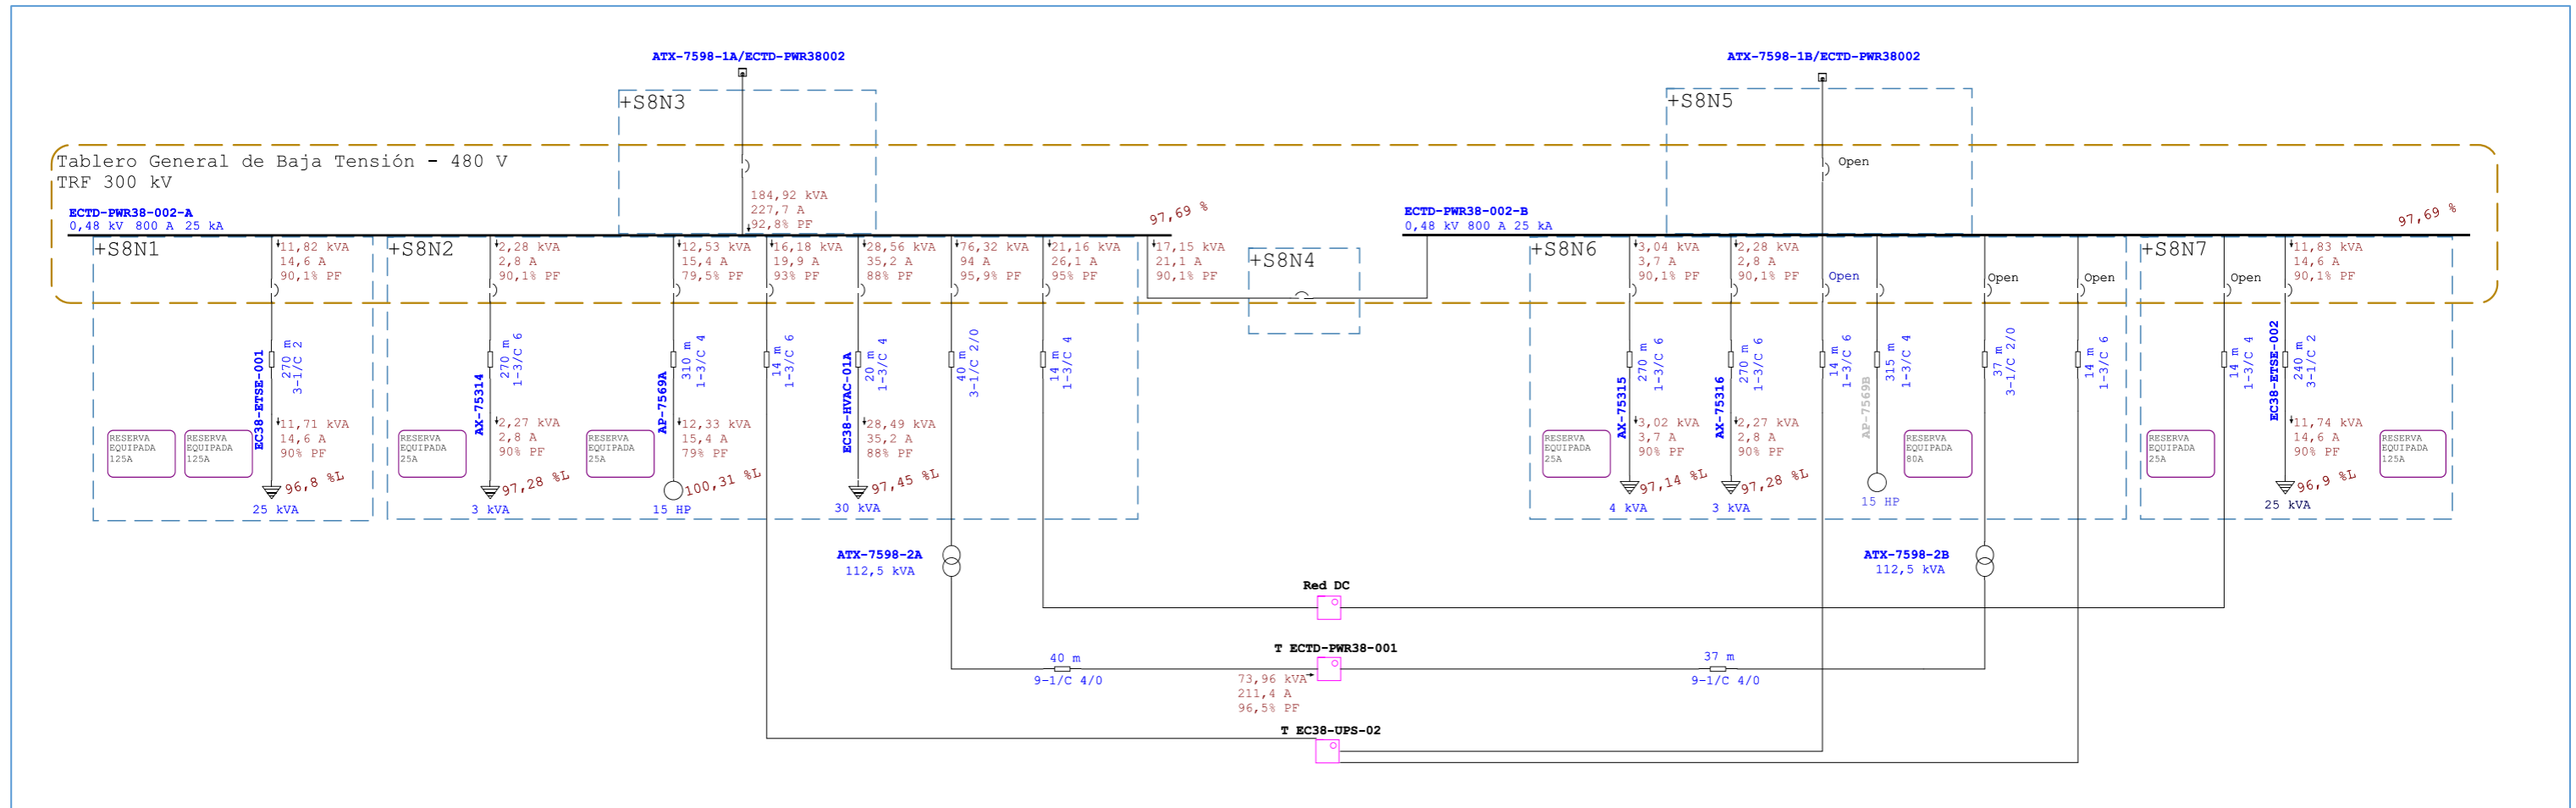 ATX-7598-1A/ECTD-PWR38002
ATX-7598-1B/ECTD-PWR38002
+S8N3
+S8N5
Tablero General de Baja Tensión - 480 V
TRF 300 kV
Open
184,92 kVA
227,7 A
92,8% PF
97,69 %
ECTD-PWR38-002-A
0,48 kV 800 A 25 kA
ECTD-PWR38-002-B
0,48 kV 800 A 25 kA
97,69 %
+S8N1
11,82 kVA
14,6 A
90,1% PF
+S8N2
2,28 kVA
2,8 A
90,1% PF
12,53 kVA
15,4 A
79,5% PF
16,18 kVA
19,9 A
93% PF
28,56 kVA
35,2 A
88% PF
76,32 kVA
94 A
95,9% PF
21,16 kVA
26,1 A
95% PF
17,15 kVA
21,1 A
90,1% PF
+S8N4
+S8N6
3,04 kVA
3,7 A
90,1% PF
2,28 kVA
2,8 A
90,1% PF
Open
Open
Open
+S8N7
Open
11,83 kVA
14,6 A
90,1% PF
EC38-ETSE-001
270 m
3-1/C 2
AX-75314
270 m
1-3/C 6
AP-7569A
310 m
1-3/C 4
14 m
1-3/C 6
EC38-HVAC-01A
20 m
1-3/C 4
40 m
3-1/C 2/0
14 m
1-3/C 4
AX-75315
270 m
1-3/C 6
AX-75316
270 m
1-3/C 6
14 m
1-3/C 6
AP-7569B
315 m
1-3/C 4
37 m
3-1/C 2/0
14 m
1-3/C 6
14 m
1-3/C 4
EC38-ETSE-002
240 m
3-1/C 2
RESERVA
EQUIPADA
125A
RESERVA
EQUIPADA
125A
11,71 kVA
14,6 A
90% PF
96,8 %L
25 kVA
RESERVA
EQUIPADA
25A
2,27 kVA
2,8 A
90% PF
97,28 %L
3 kVA
RESERVA
EQUIPADA
25A
12,33 kVA
15,4 A
79% PF
100,31 %L
15 HP
28,49 kVA
35,2 A
88% PF
97,45 %L
30 kVA
RESERVA
EQUIPADA
25A
3,02 kVA
3,7 A
90% PF
97,14 %L
4 kVA
2,27 kVA
2,8 A
90% PF
97,28 %L
3 kVA
15 HP
RESERVA
EQUIPADA
80A
RESERVA
EQUIPADA
25A
11,74 kVA
14,6 A
90% PF
96,9 %L
25 kVA
RESERVA
EQUIPADA
125A
ATX-7598-2A
112,5 kVA
ATX-7598-2B
112,5 kVA
Red DC
T ECTD-PWR38-001
40 m
9-1/C 4/0
73,96 kVA
211,4 A
96,5% PF
37 m
9-1/C 4/0
T EC38-UPS-02